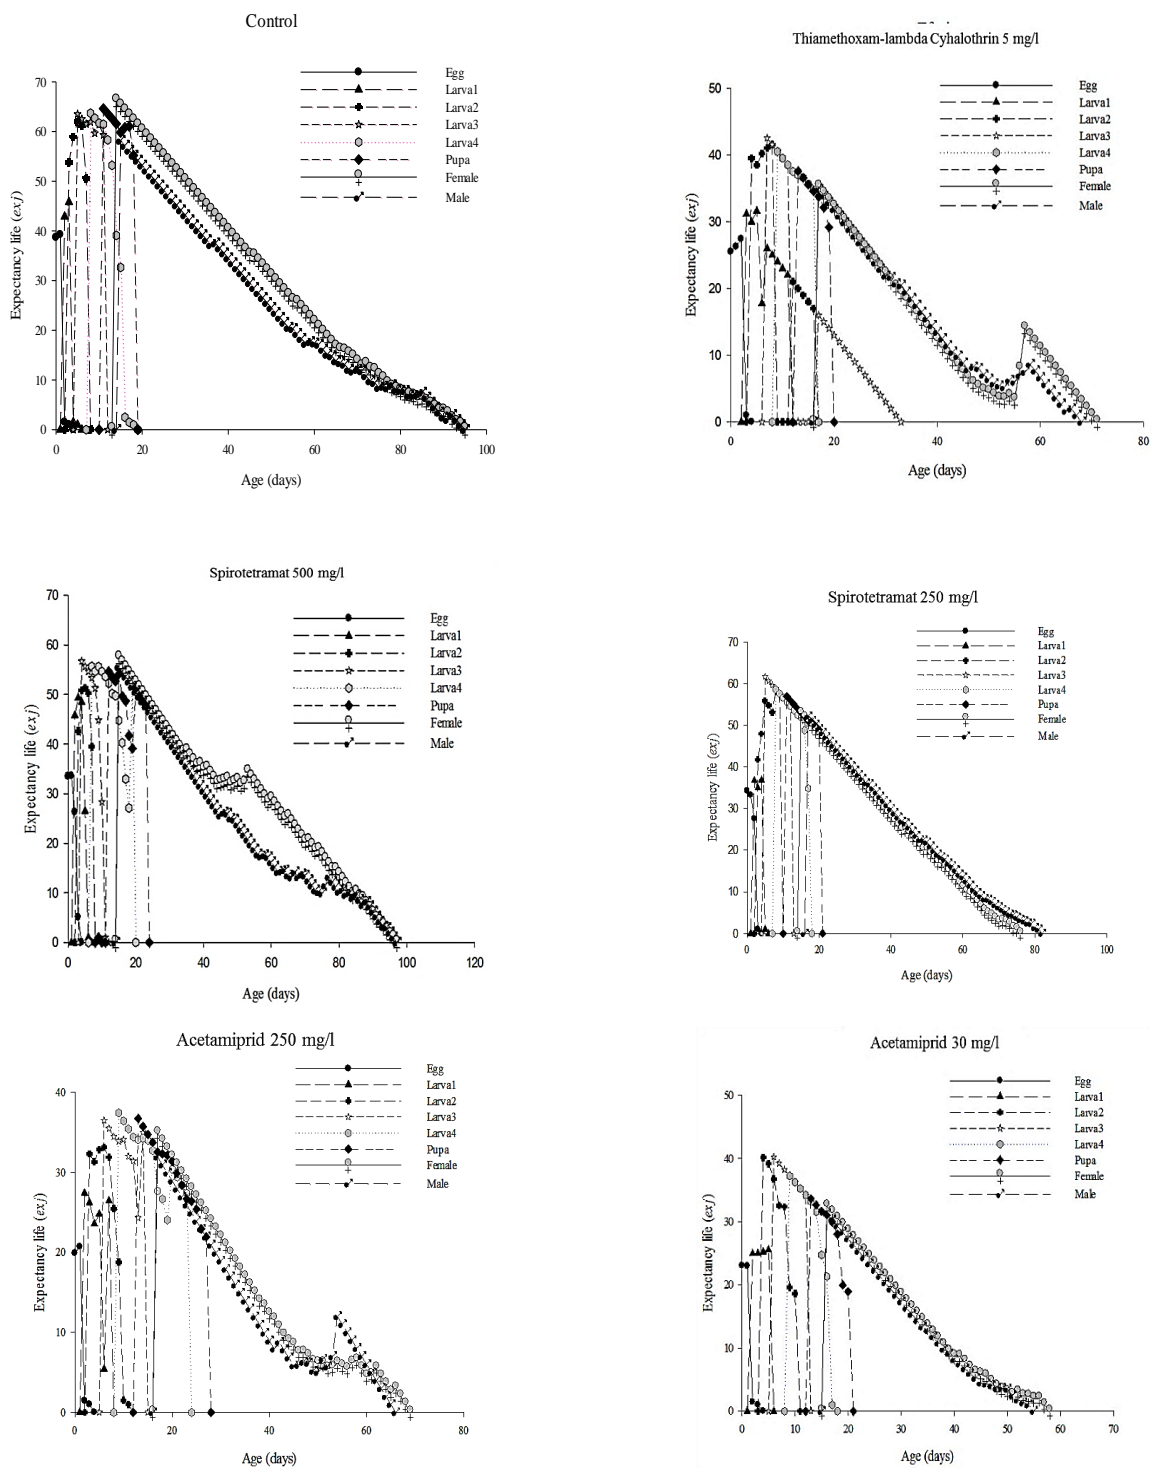 Control
Expectancy life (exj)
70
60
50
40
30
20
10
0
0 20 40 60 80 100
Age (days)
Egg
Larva1
Larva2
Larva3
Larva4
Pupa
Female
Male
Thiamethoxam-lambda Cyhalothrin 5 mg/l
Expectancy life (exj)
50
40
30
20
10
0
0 20 40 60 80
Age (days)
Egg
Larva1
Larva2
Larva3
Larva4
Pupa
Female
Male
Spirotetramat 500 mg/l
Expectancy life (exj)
70
60
50
40
30
20
10
0
0 20 40 60 80 100 120
Age (days)
Egg
Larva1
Larva2
Larva3
Larva4
Pupa
Female
Male
Spirotetramat 250 mg/l
Expectancy life (exj)
70
60
50
40
30
20
10
0
0 20 40 60 80 100
Age (days)
Egg
Larva1
Larva2
Larva3
Larva4
Pupa
Female
Male
Acetamiprid 250 mg/l
Expectancy life (exj)
40
30
20
10
0
0 20 40 60 80
Age (days)
Egg
Larva1
Larva2
Larva3
Larva4
Pupa
Female
Male
Acetamiprid 30 mg/l
Expectancy life (exj)
50
40
30
20
10
0
0 10 20 30 40 50 60 70
Age (days)
Egg
Larva1
Larva2
Larva3
Larva4
Pupa
Female
Male